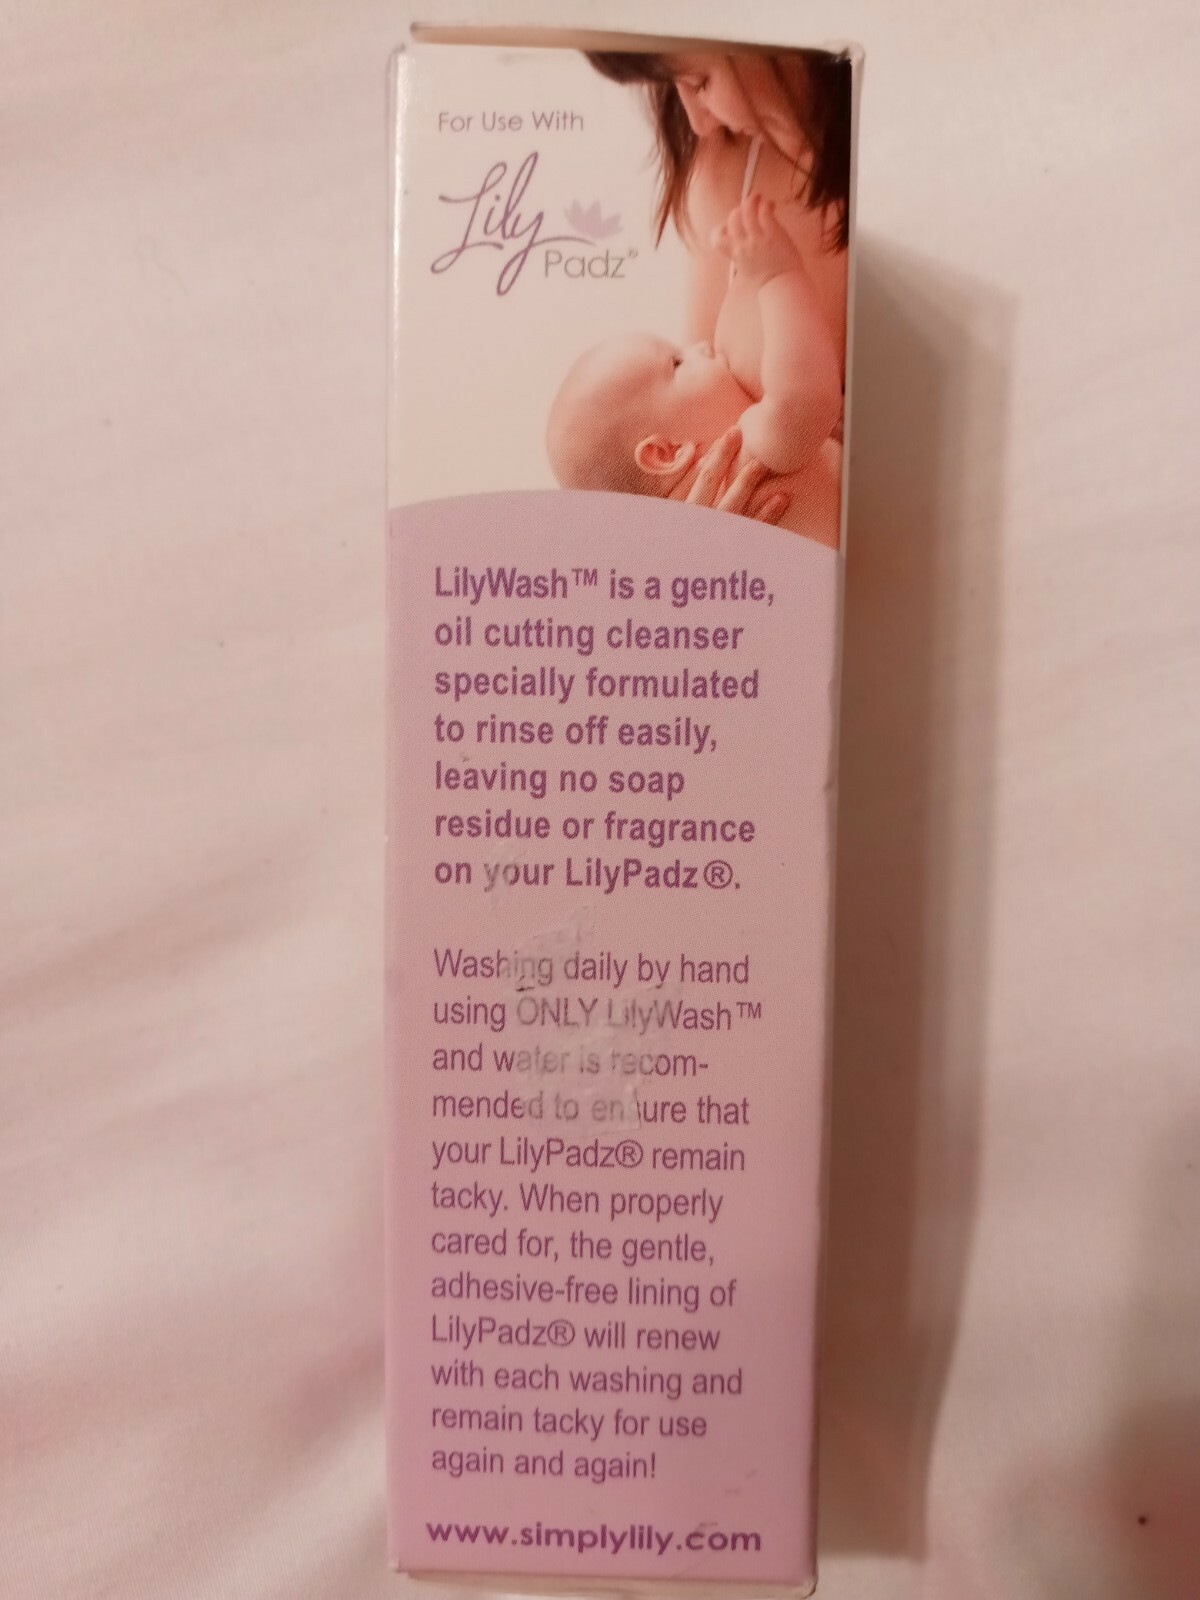 For Use With
Lily
Padz®
LilyWash™ is a gentle,
oil cutting cleanser
specially formulated
to rinse off easily,
leaving no soap
residue or fragrance
on your LilyPadz®.
Washing daily by hand
using ONLY LilyWash™
and water is recom-
mended to ensure that
your LilyPadz® remain
tacky. When properly
cared for, the gentle,
adhesive-free lining of
LilyPadz® will renew
with each washing and
remain tacky for use
again and again!
www.simplylily.com